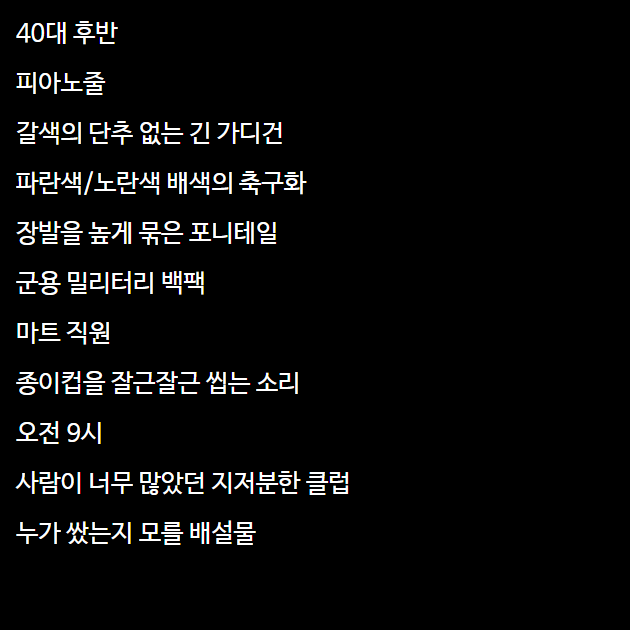 40대 후반
피아노줄
갈색의 단추 없는 긴 가디건
파란색/노란색 배색의 축구화
장발을 높게 묶은 포니테일
군용 밀리터리 백팩
마트 직원
종이컵을 잘근잘근 씹는 소리
오전 9시
사람이 너무 많았던 지저분한 클럽
누가 쌌는지 모를 배설물